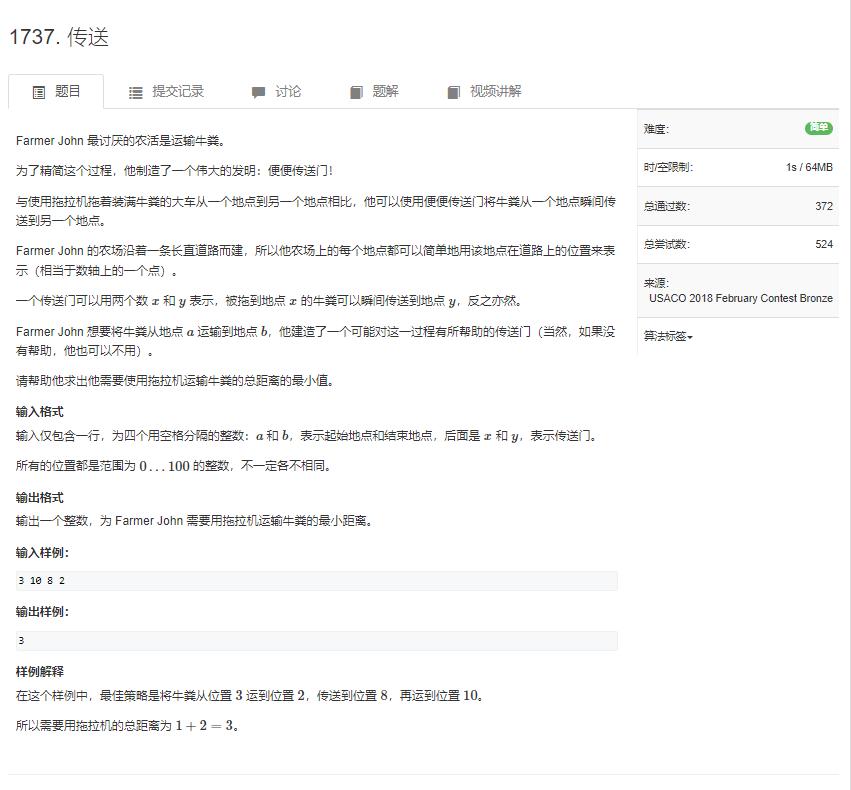 1737. 传送
题目 提交记录 讨论 题解 视频讲解
Farmer John 最讨厌的农活是运输牛粪。
为了精简这个过程，他制造了一个伟大的发明：便便传送门！
与使用拖拉机拖着装满牛粪的大车从一个地点到另一个地点相比，他可以使用便便传送门将牛粪从一个地点瞬间传
送到另一个地点。
Farmer John 的农场沿着一条长直道路而建，所以他农场上的每个地点都可以简单地用该地点在道路上的位置来表
示（相当于数轴上的一个点）。
一个传送门可以用两个数 x 和 y 表示，被拖到地点 x 的牛粪可以瞬间传送到地点 y，反之亦然。
Farmer John 想要将牛粪从地点 a 运输到地点 b，他建造了一个可能对这一过程有所帮助的传送门（当然，如果没
有帮助，他也可以不用）。
请帮助他求出他需要使用拖拉机运输牛粪的总距离的最小值。
输入格式
输入仅包含一行，为四个用空格分隔的整数：a 和 b，表示起始地点和结束地点，后面是 x 和 y，表示传送门。
所有的位置都是范围为 0…100 的整数，不一定各不相同。
输出格式
输出一个整数，为 Farmer John 需要用拖拉机运输牛粪的最小距离。
输入样例：
3 10 8 2
输出样例：
3
样例解释
在这个样例中，最佳策略是将牛粪从位置 3 运到位置 2，传送到位置 8，再运到位置 10。
所以需要用拖拉机的总距离为 1 + 2 = 3。
难度： 简单
时/空限制： 1s / 64MB
总通过数： 372
总尝试数： 524
来源：
USACO 2018 February Contest Bronze
算法标签